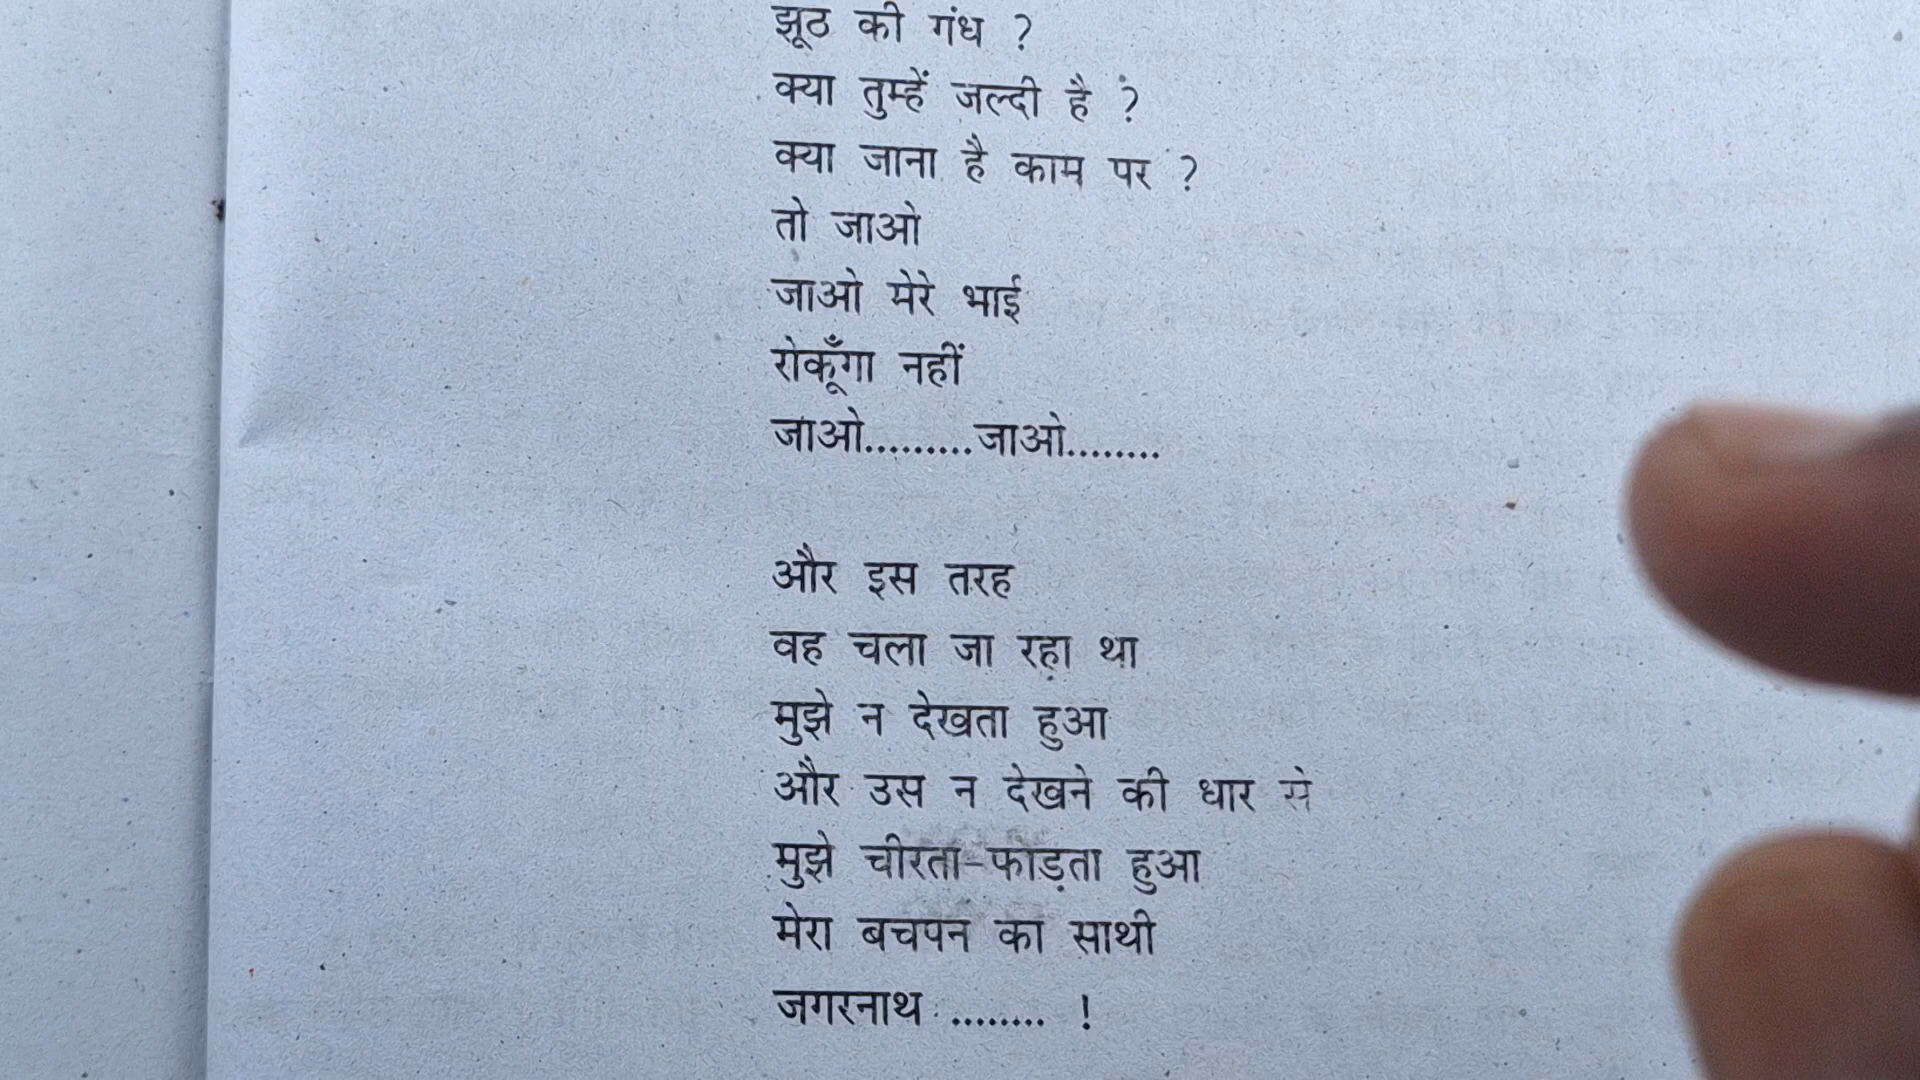 झूठ की गंध ?
क्या तुम्हें जल्दी है ?
क्या जाना है काम पर ?
तो जाओ
जाओ मेरे भाई
रोकूँगा नहीं
जाओ.........जाओ........
और इस तरह
वह चला जा रहा था
मुझे न देखता हुआ
और उस न देखने की धार से
मुझे चीरता-फाड़ता हुआ
मेरा बचपन का साथी
जगरनाथ ........ !